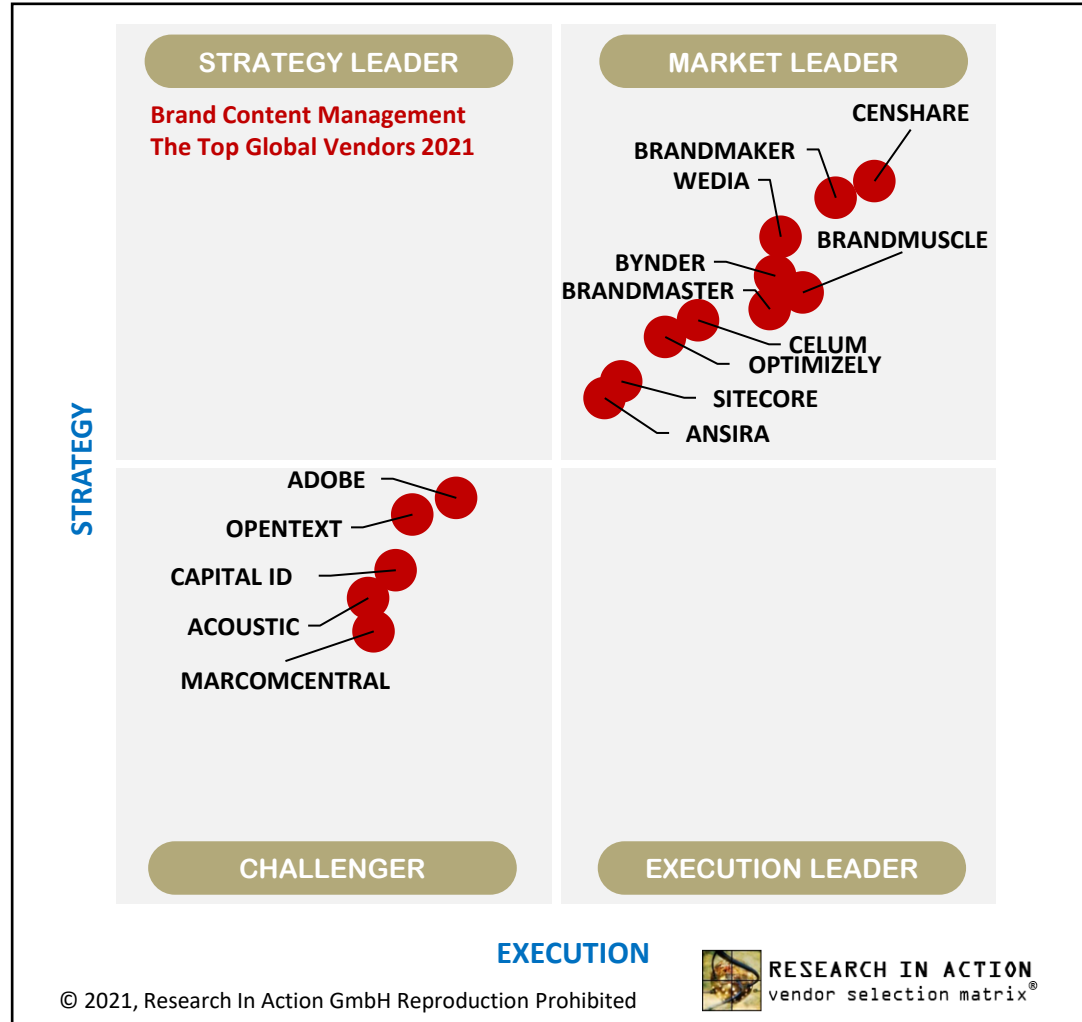 STRATEGY LEADER
MARKET LEADER
Brand Content Management
The Top Global Vendors 2021
CENSHARE
BRANDMAKER
WEDIA
BRANDMUSCLE
BYNDER
BRANDMASTER
CELUM
OPTIMIZELY
SITECORE
ANSIRA
STRATEGY
ADOBE
OPENTEXT
CAPITAL ID
ACOUSTIC
MARCOMCENTRAL
CHALLENGER
EXECUTION LEADER
EXECUTION
RESEARCH IN ACTION
vendor selection matrix®
© 2021, Research In Action GmbH Reproduction Prohibited